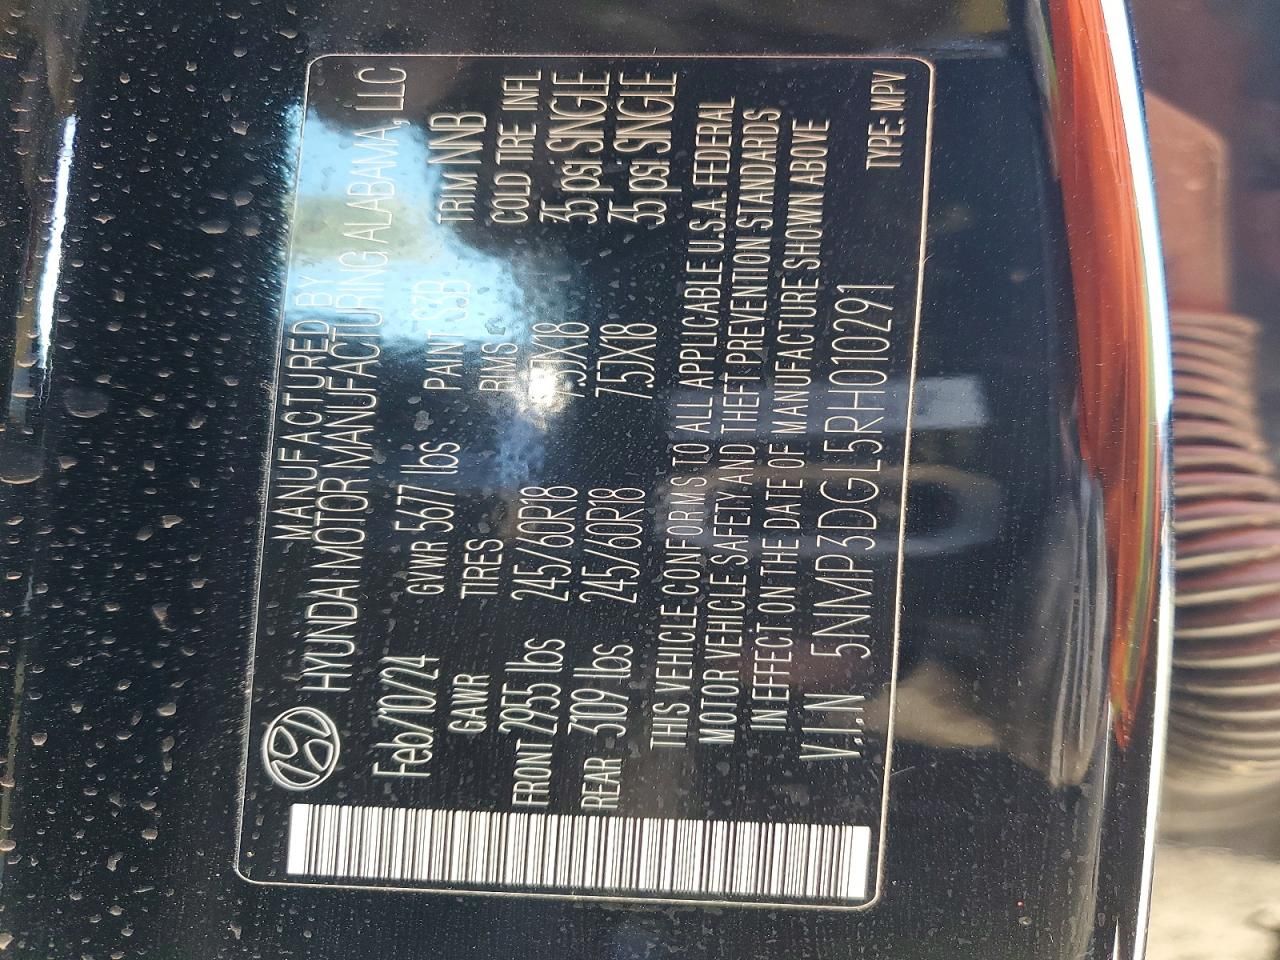 MANUFACTURED BY
HYUNDAI MOTOR MANUFACTURING ALABAMA, LLC
Feb/10/24 GVWR 5677 lbs PAINT S3B TRIM NNB
GAWR TIRES RIMS COLD TIRE INFL
FRONT 2955 lbs 245/60R18 7.5JX18 35 psi SINGLE
REAR 3109 lbs 245/60R18 7.5JX18 35 psi SINGLE
THIS VEHICLE CONFORMS TO ALL APPLICABLE U.S.A. FEDERAL
MOTOR VEHICLE SAFETY AND THEFT PREVENTION STANDARDS
IN EFFECT ON THE DATE OF MANUFACTURE SHOWN ABOVE
V.I.N 5NMP3DGL5RH010291 TYPE: MPV